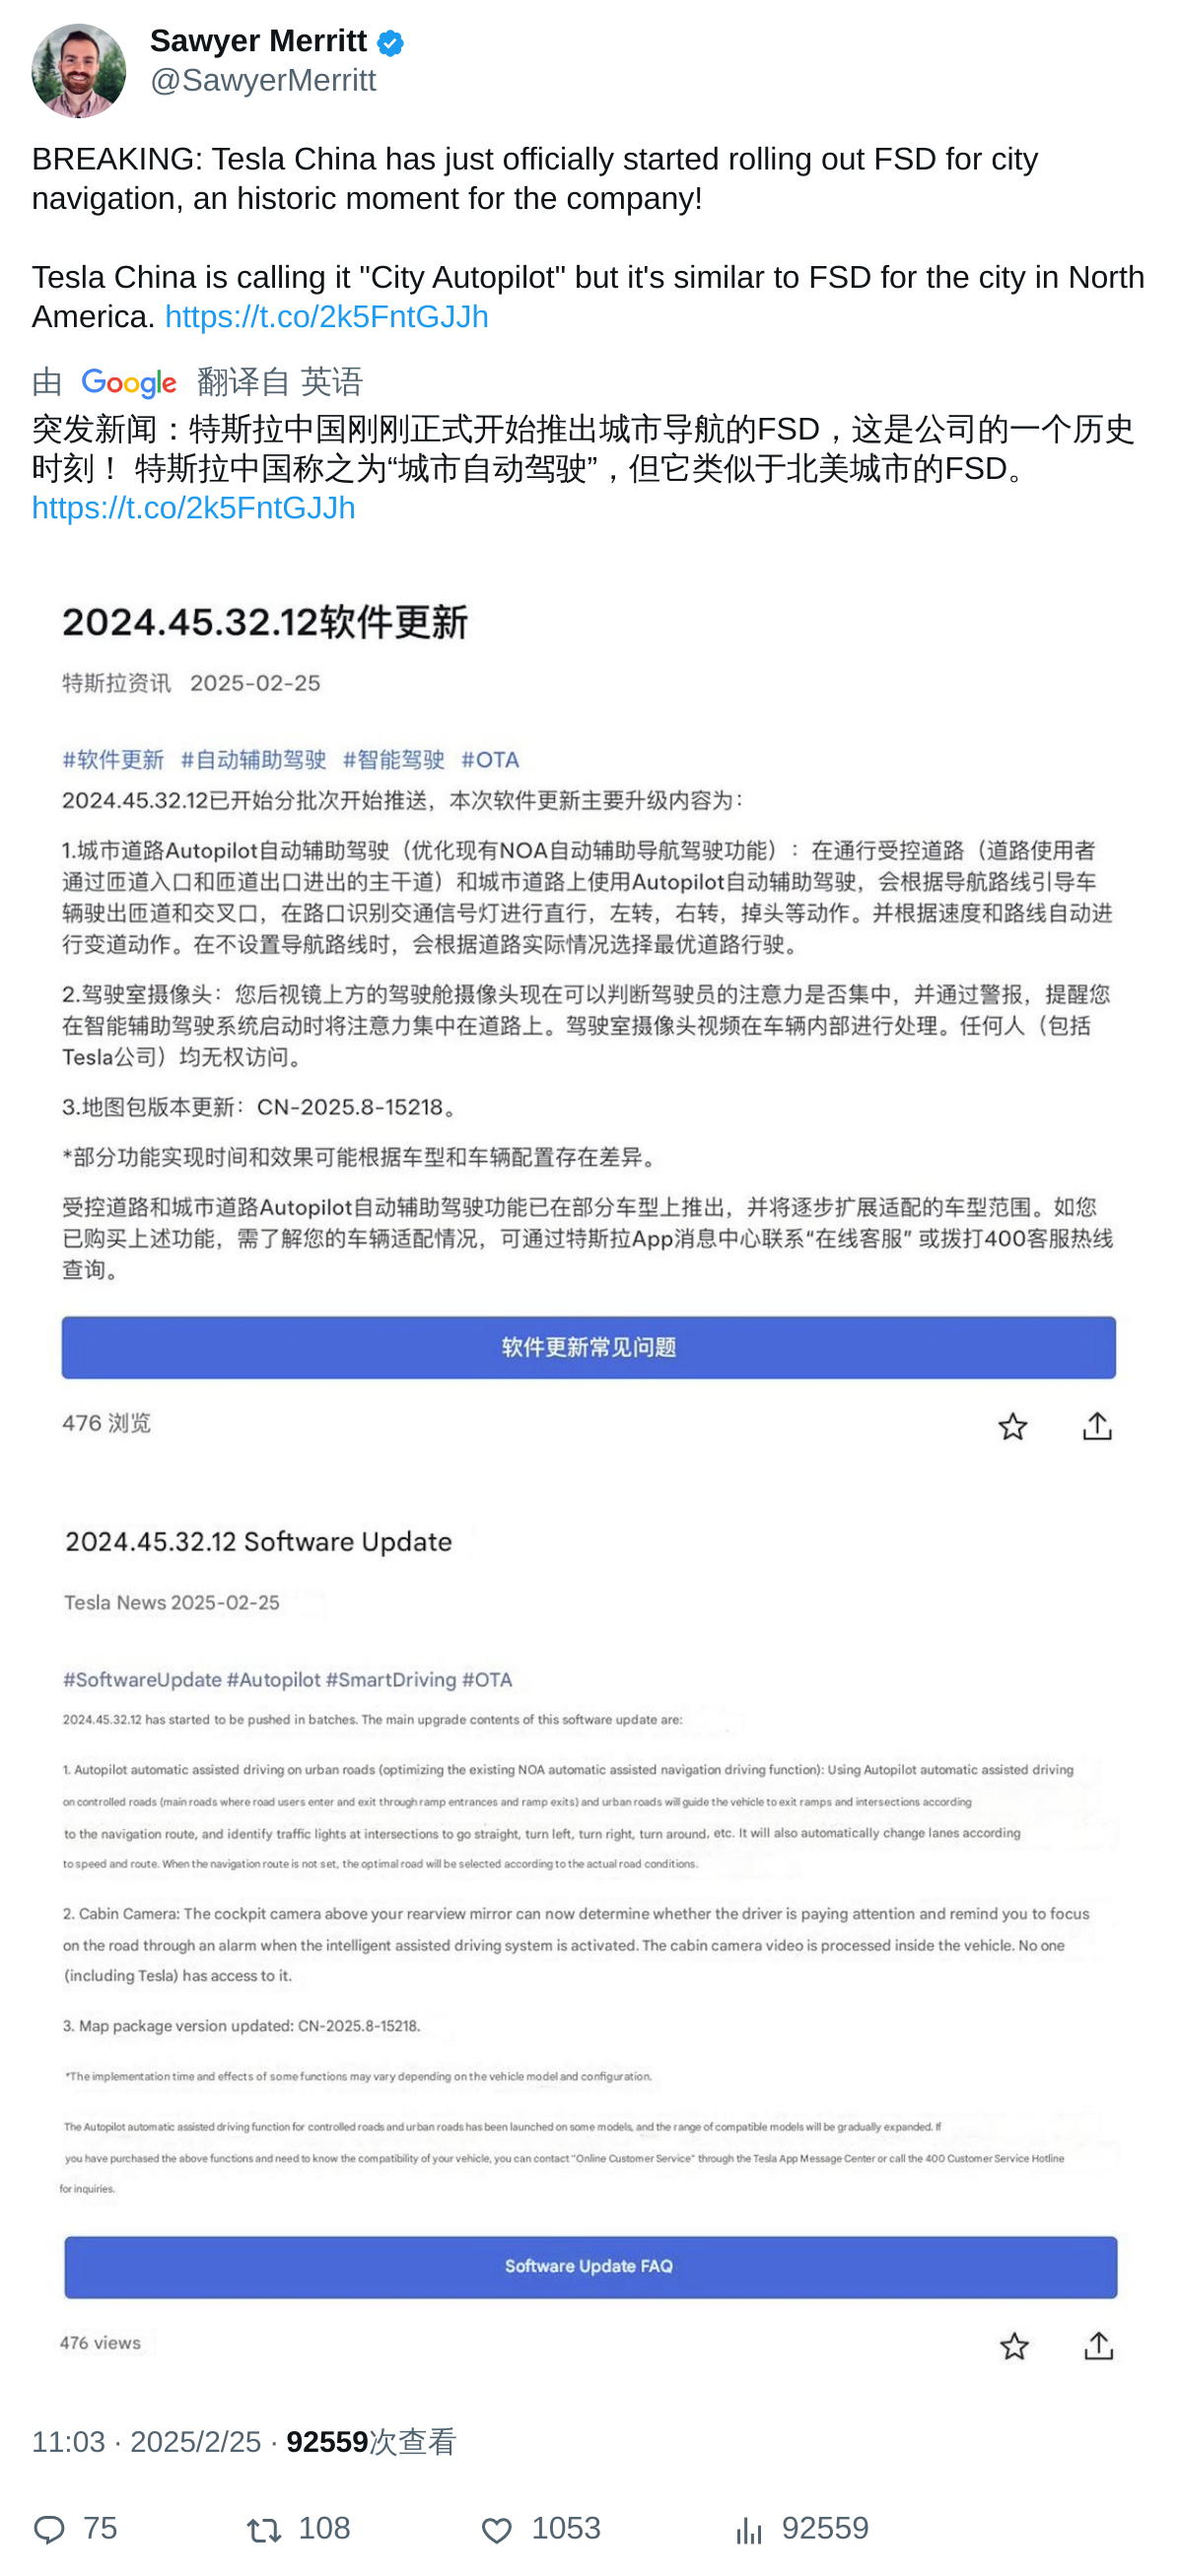 Sawyer Merritt
@SawyerMerritt
BREAKING: Tesla China has just officially started rolling out FSD for city
navigation, an historic moment for the company!
Tesla China is calling it "City Autopilot" but it's similar to FSD for the city in North
America. https://t.co/2k5FntGJJh
由 Google 翻译自 英语
突发新闻：特斯拉中国刚刚正式开始推出城市导航的FSD，这是公司的一个历史
时刻！ 特斯拉中国称之为“城市自动驾驶”，但它类似于北美城市的FSD。
https://t.co/2k5FntGJJh
2024.45.32.12软件更新
特斯拉资讯 2025-02-25
#软件更新 #自动辅助驾驶 #智能驾驶 #OTA
2024.45.32.12已开始分批次开始推送，本次软件更新主要升级内容为：
1.城市道路Autopilot自动辅助驾驶（优化现有NOA自动辅助导航驾驶功能）：在通行受控道路（道路使用者
通过匝道入口和匝道出口进出的主干道）和城市道路上使用Autopilot自动辅助驾驶，会根据导航路线引导车
辆驶出匝道和交叉口，在路口识别交通信号灯进行直行，左转，右转，掉头等动作。并根据速度和路线自动进
行变道动作。在不设置导航路线时，会根据道路实际情况选择最优道路行驶。
2.驾驶室摄像头：您后视镜上方的驾驶舱摄像头现在可以判断驾驶员的注意力是否集中，并通过警报，提醒您
在智能辅助驾驶系统启动时将注意力集中在道路上。驾驶室摄像头视频在车辆内部进行处理。任何人（包括
Tesla公司）均无权访问。
3.地图包版本更新：CN-2025.8-15218。
*部分功能实现时间和效果可能根据车型和车辆配置存在差异。
受控道路和城市道路Autopilot自动辅助驾驶功能已在部分车型上推出，并将逐步扩展适配的车型范围。如您
已购买上述功能，需了解您的车辆适配情况，可通过特斯拉App消息中心联系“在线客服” 或拨打400客服热线
查询。
软件更新常见问题
476 浏览
2024.45.32.12 Software Update
Tesla News 2025-02-25
#SoftwareUpdate #Autopilot #SmartDriving #OTA
2024.45.32.12 has started to be pushed in batches. The main upgrade contents of this software update are:
1. Autopilot automatic assisted driving on urban roads (optimizing the existing NOA automatic assisted navigation driving function): Using Autopilot automatic assisted driving
on controlled roads (main roads where road users enter and exit through ramp entrances and ramp exits) and urban roads will guide the vehicle to exit ramps and intersections according
to the navigation route, and identify traffic lights at intersections to go straight, turn left, turn right, turn around, etc. It will also automatically change lanes according
to speed and route. When the navigation route is not set, the optimal road will be selected according to the actual road conditions.
2. Cabin Camera: The cockpit camera above your rearview mirror can now determine whether the driver is paying attention and remind you to focus
on the road through an alarm when the intelligent assisted driving system is activated. The cabin camera video is processed inside the vehicle. No one
(including Tesla) has access to it.
3. Map package version updated: CN-2025.8-15218.
*The implementation time and effects of some functions may vary depending on the vehicle model and configuration.
The Autopilot automatic assisted driving function for controlled roads and urban roads has been launched on some models, and the range of compatible models will be gradually expanded. If
you have purchased the above functions and need to know the compatibility of your vehicle, you can contact "Online Customer Service" through the Tesla App Message Center or call the 400 Customer Service Hotline
for inquiries.
Software Update FAQ
476 views
11:03 · 2025/2/25 · 92559次查看
75 108 1053 92559